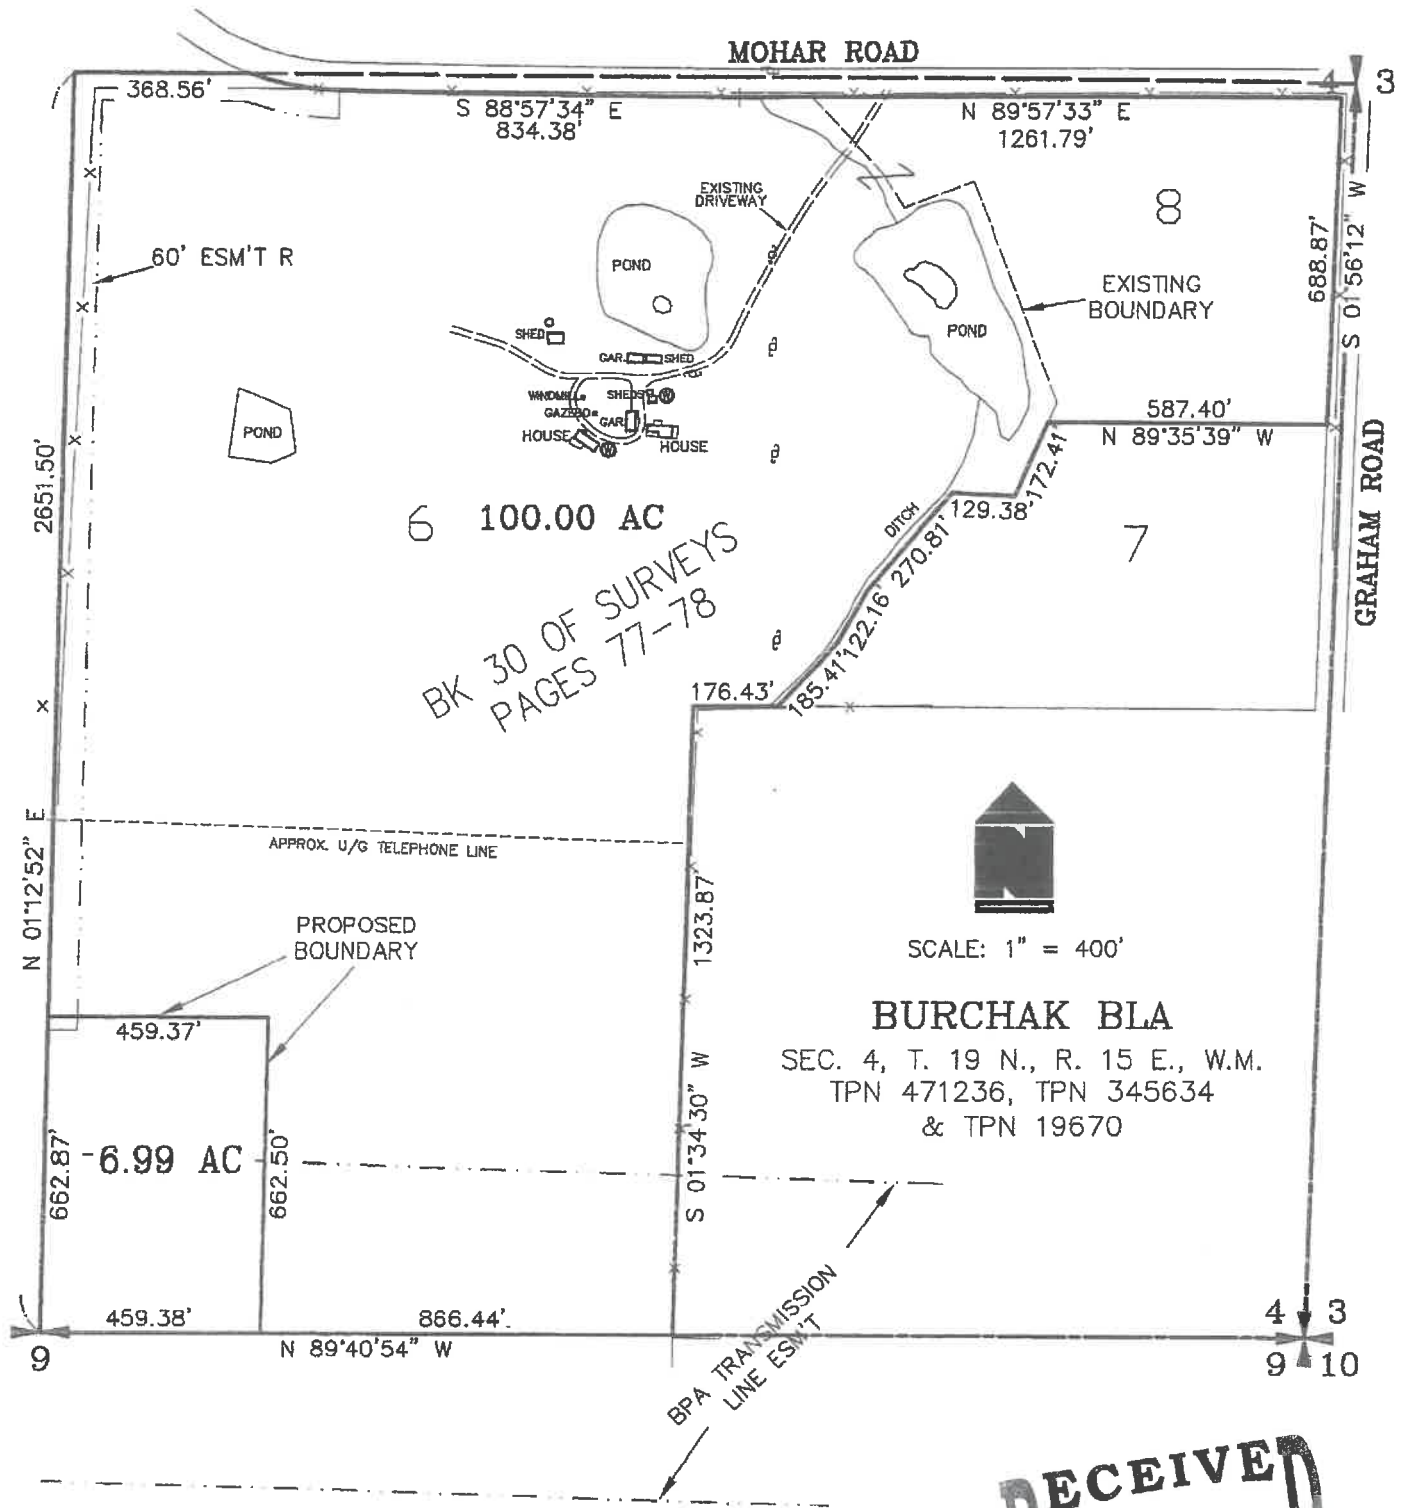 MOHAR ROAD
4 3
368.56'
S 88°57'34" E
834.38'
N 89°57'33" E
1261.79'
EXISTING
DRIVEWAY
8
688.87'
S 01°56'12" W
60' ESM'T R
POND
EXISTING
BOUNDARY
POND
SHED
GAR.
SHED
WINDMILL
SHEDS
W
GAZEBO
GAR.
HOUSE
W
HOUSE
POND
587.40'
N 89°35'39" W
GRAHAM ROAD
2651.50'
172.41'
129.38'
6 100.00 AC
DITCH
270.81'
7
BK 30 OF SURVEYS
PAGES 77-78
122.16'
185.41'
176.43'
N 01°12'52" E
APPROX. U/G TELEPHONE LINE
1323.87'
N
SCALE: 1" = 400'
PROPOSED
BOUNDARY
BURCHAK BLA
SEC. 4, T. 19 N., R. 15 E., W.M.
TPN 471236, TPN 345634
& TPN 19670
459.37'
S 01°34'30" W
662.87'
6.99 AC
662.50'
459.38'
866.44'
N 89°40'54" W
BPA TRANSMISSION
LINE ESM'T
9
4 3
9 10
RECEIVED